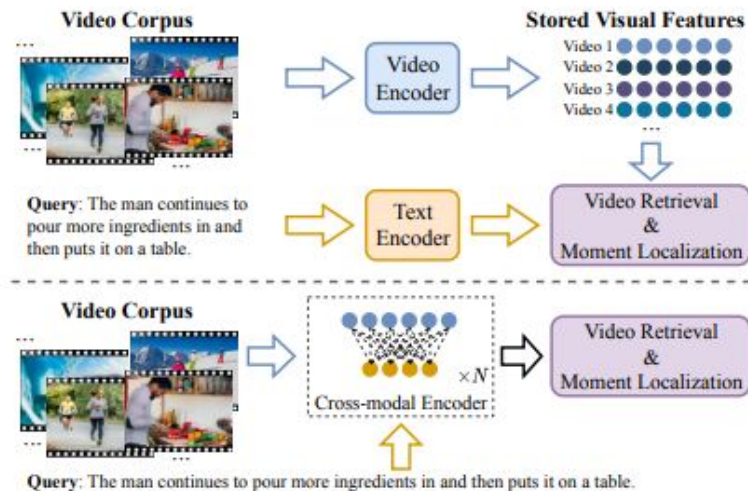 Video Corpus
Stored Visual Features
...
Video
Encoder
Video 1
Video 2
Video 3
Video 4
...
...
Query: The man continues to
pour more ingredients in and
then puts it on a table.
Text
Encoder
Video Retrieval
&
Moment Localization
Video Corpus
...
×N
Cross-modal Encoder
Video Retrieval
&
Moment Localization
...
Query: The man continues to pour more ingredients in and then puts it on a table.